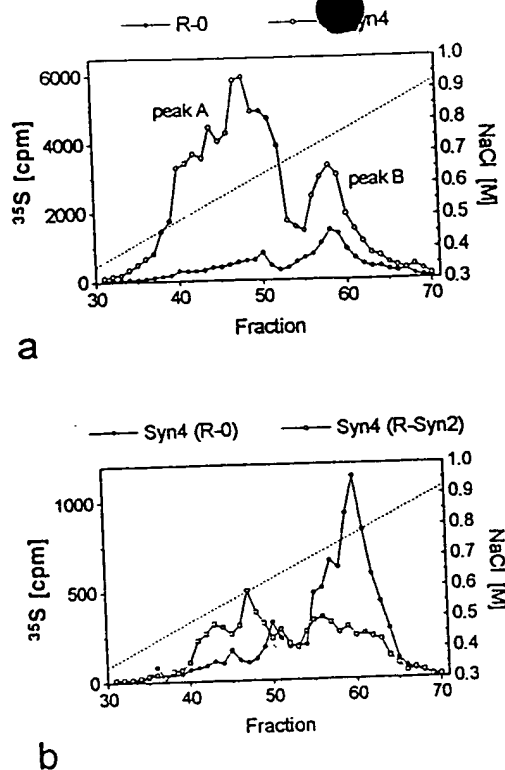 R-0 yn4
6000
4000
2000
0
30 40 50 60 70
1.0
0.9
0.8
0.7
0.6
0.5
0.4
0.3
peak A
peak B
35S [cpm]
NaCl [M]
Fraction
a
Syn4 (R-0) Syn4 (R-Syn2)
1000
500
0
30 40 50 60 70
1.0
0.9
0.8
0.7
0.6
0.5
0.4
0.3
35S [cpm]
NaCl [M]
Fraction
b